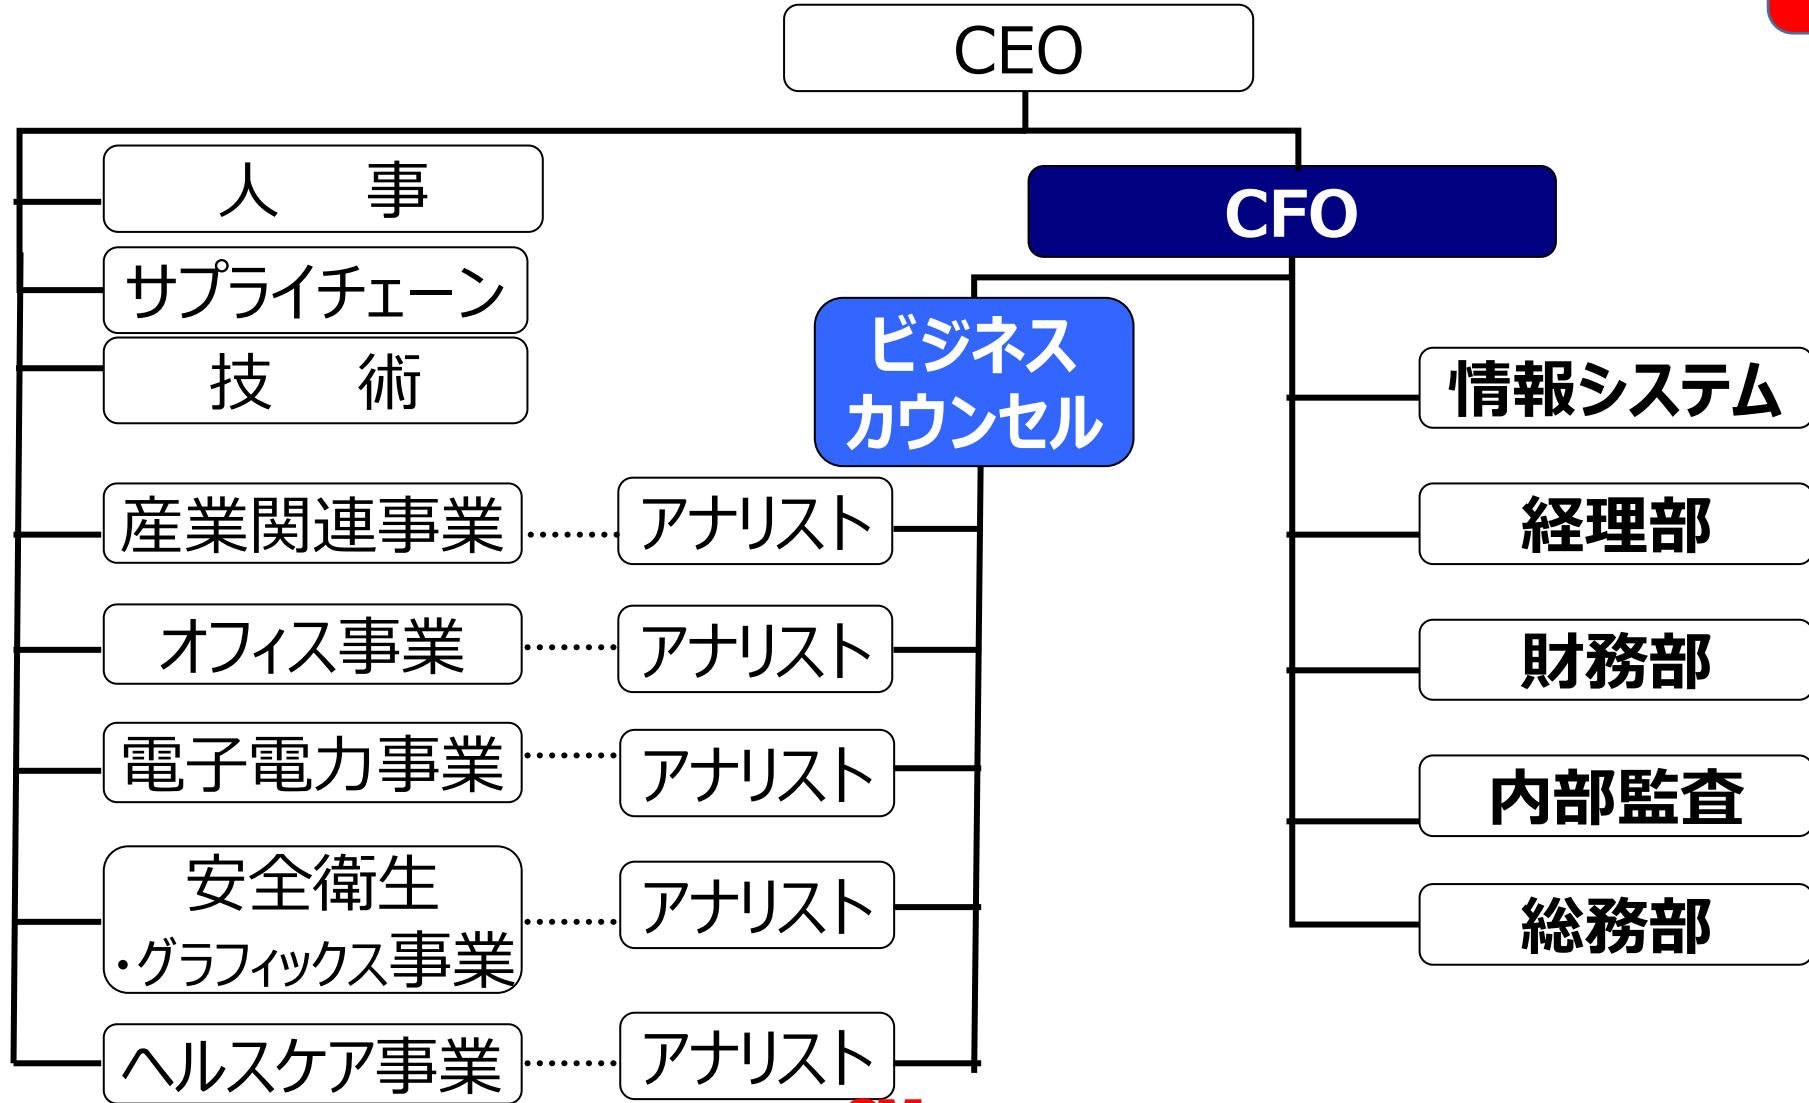 CEO
人　事
サプライチェーン
技　術
CFO
ビジネス
カウンセル
情報システム
経理部
財務部
内部監査
総務部
産業関連事業
アナリスト
オフィス事業
アナリスト
電子電力事業
アナリスト
安全衛生
・グラフィックス事業
アナリスト
ヘルスケア事業
アナリスト